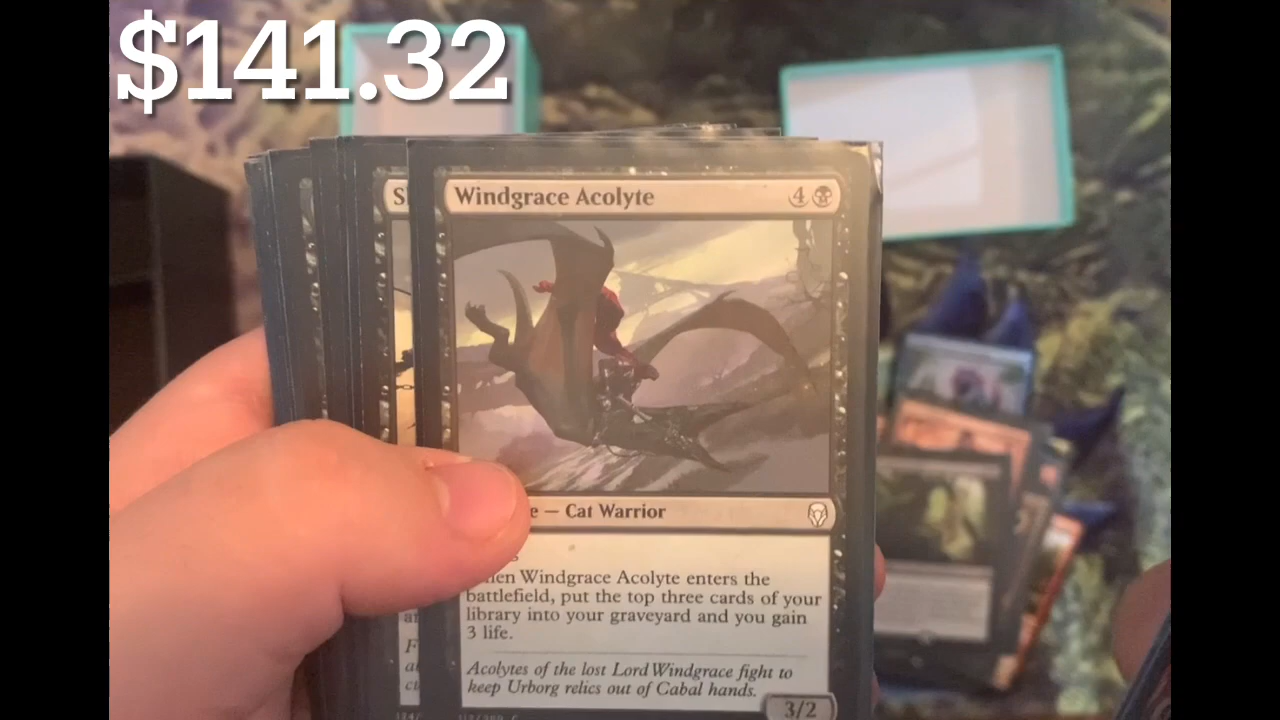 $141.32
Windgrace Acolyte 4
e — Cat Warrior
en Windgrace Acolyte enters the
battlefield, put the top three cards of your
library into your graveyard and you gain
3 life.
Acolytes of the lost Lord Windgrace fight to
keep Urborg relics out of Cabal hands.
3/2